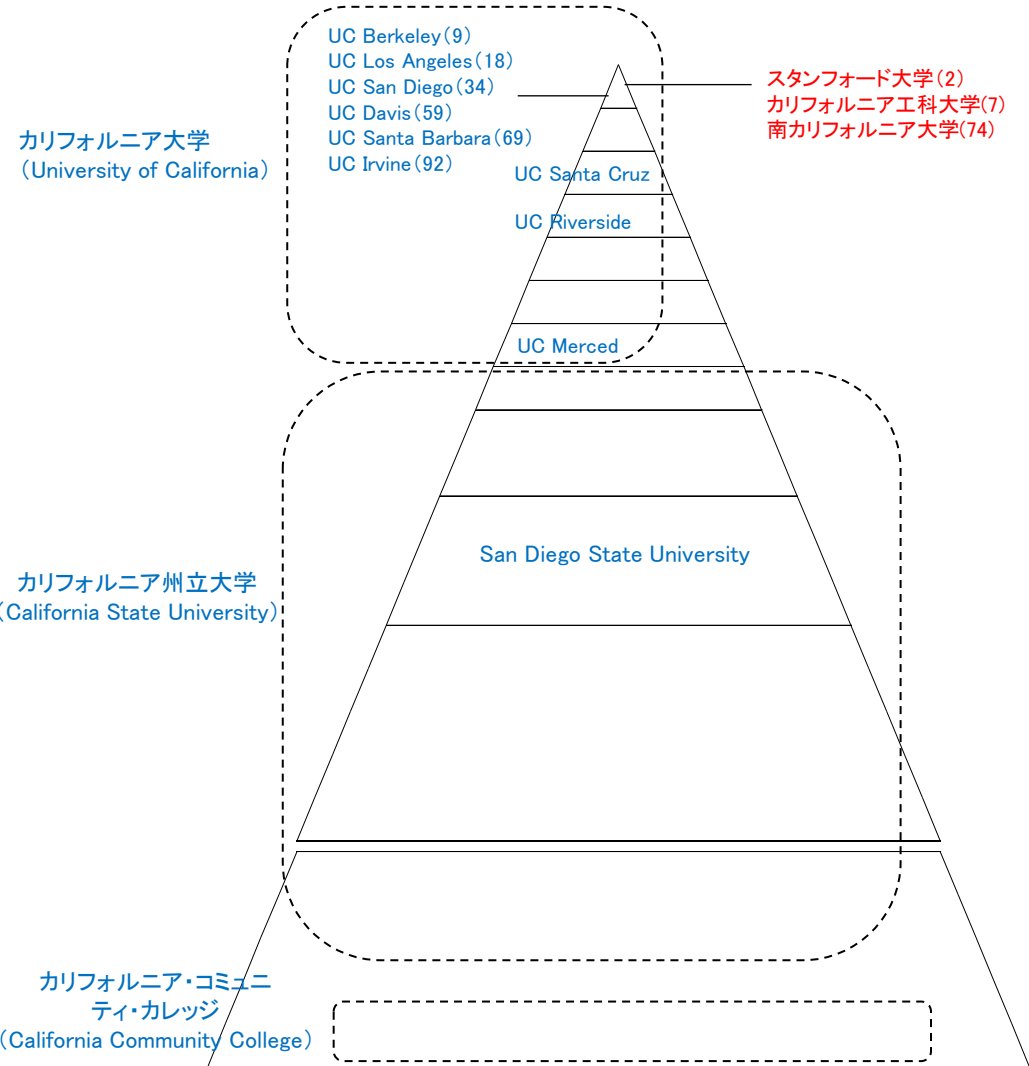 UC Berkeley(9)
UC Los Angeles(18)
UC San Diego(34)
UC Davis(59)
UC Santa Barbara(69)
UC Irvine(92)
スタンフォード大学(2)
カリフォルニア工科大学(7)
南カリフォルニア大学(74)
カリフォルニア大学
(University of California)
UC Santa Cruz
UC Riverside
UC Merced
San Diego State University
カリフォルニア州立大学
(California State University)
カリフォルニア・コミュニ
ティ・カレッジ
(California Community College)